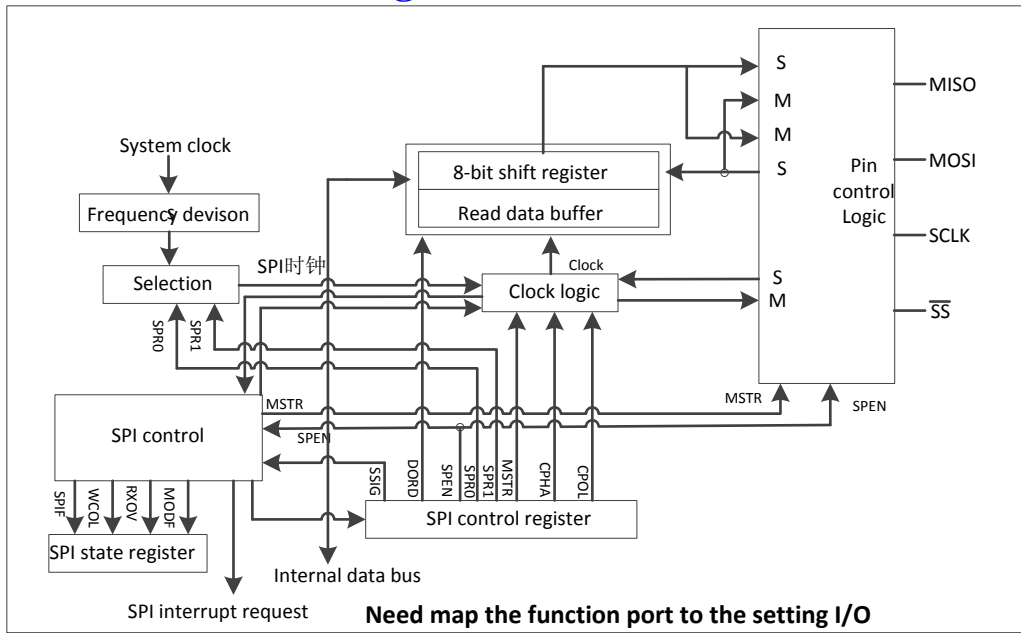 S
MISO
M
System clock
M
8-bit shift register
S
MOSI
Pin
control
Logic
Frequency devison
s
Read data buffer
SCLK
SPI时钟
Clock
S
Selection
Clock logic
M
SS
SPR0
SPR1
MSTR
SPEN
MSTR
SPI control
SPEN
SSIG
DORD
SPEN
SPR0
SPR1
MSTR
CPHA
CPOL
SPIF
WCOL
RXOV
MODF
SPI control register
SPI state register
Internal data bus
SPI interrupt request
Need map the function port to the setting I/O